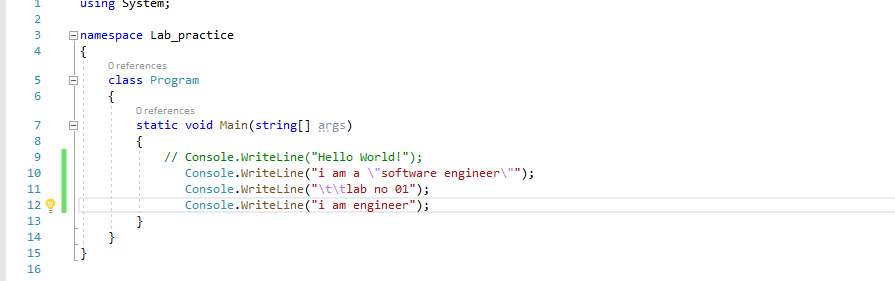 1 using System;
2
3 namespace Lab_practice
4 {
0 references
5 class Program
6 {
0 references
7 static void Main(string[] args)
8 {
9 // Console.WriteLine("Hello World!");
10 Console.WriteLine("i am a \"software engineer\"");
11 Console.WriteLine("\t\tlab no 01");
12 Console.WriteLine("i am engineer");
13 }
14 }
15 }
16